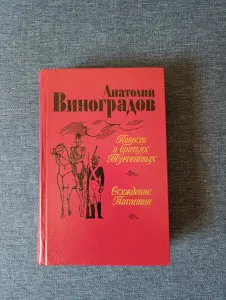 Анатолий
Виноградов
Повесть
о братьях
Тургеневых
Осуждение
Паганини